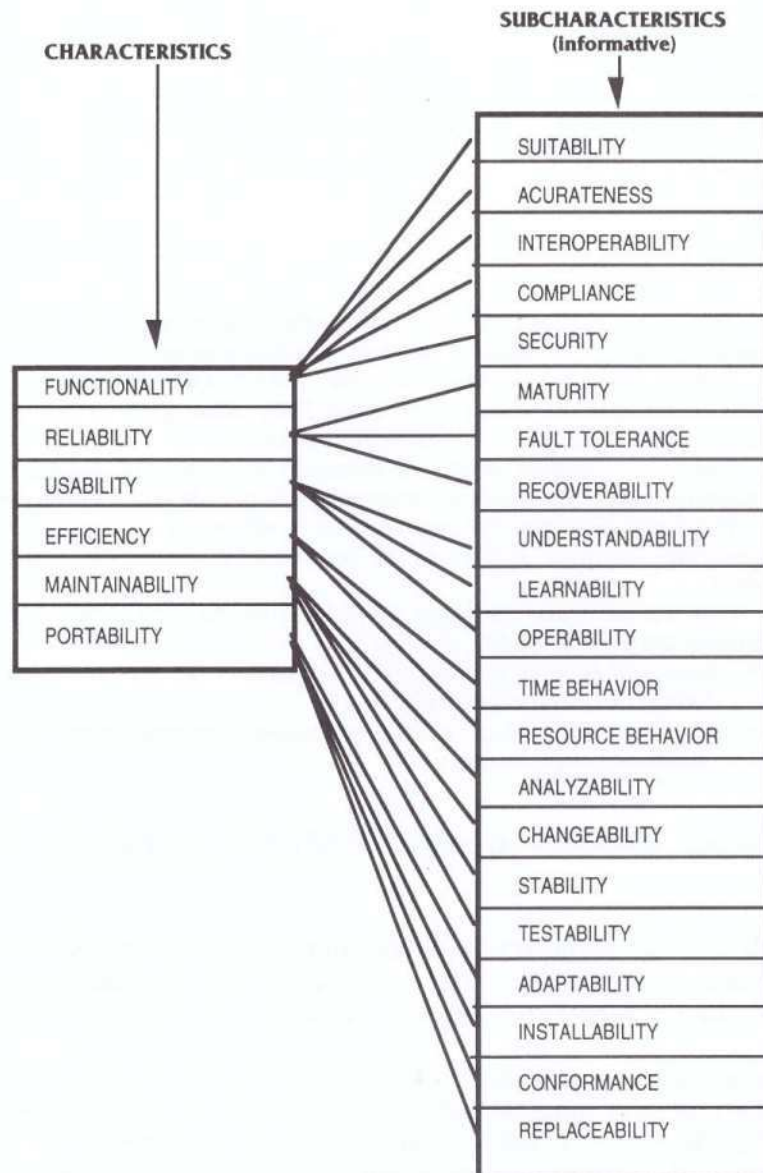 SUBCHARACTERISTICS
(informative)
CHARACTERISTICS
FUNCTIONALITY
RELIABILITY
USABILITY
EFFICIENCY
MAINTAINABILITY
PORTABILITY
SUITABILITY
ACURATENESS
INTEROPERABILITY
COMPLIANCE
SECURITY
MATURITY
FAULT TOLERANCE
RECOVERABILITY
UNDERSTANDABILITY
LEARNABILITY
OPERABILITY
TIME BEHAVIOR
RESOURCE BEHAVIOR
ANALYZABILITY
CHANGEABILITY
STABILITY
TESTABILITY
ADAPTABILITY
INSTALLABILITY
CONFORMANCE
REPLACEABILITY